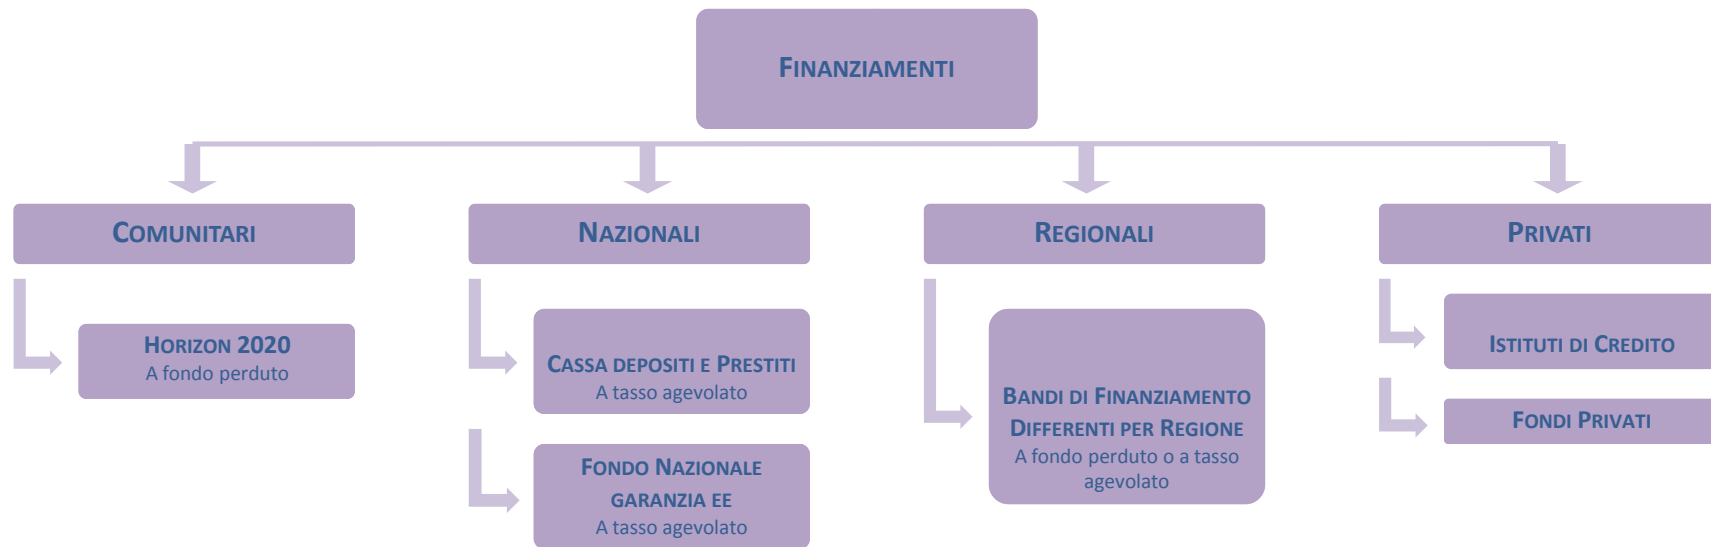 FINANZIAMENTI
COMUNITARI
HORIZON 2020
A fondo perduto
NAZIONALI
CASSA DEPOSITI E PRESTITI
A tasso agevolato
FONDO NAZIONALE
GARANZIA EE
A tasso agevolato
REGIONALI
BANDI DI FINANZIAMENTO
DIFFERENTI PER REGIONE
A fondo perduto o a tasso
agevolato
PRIVATI
ISTITUTI DI CREDITO
FONDI PRIVATI